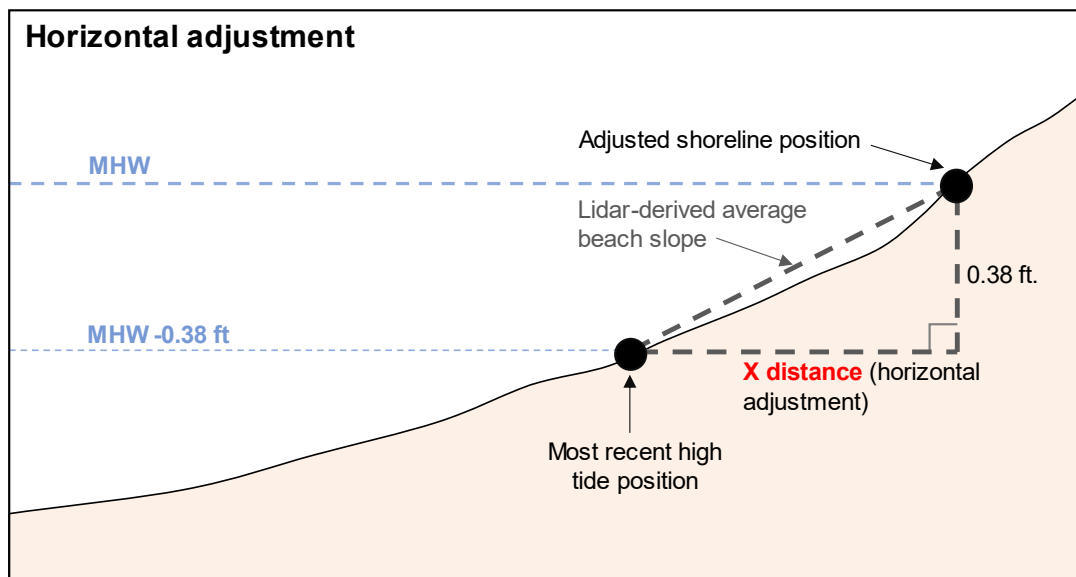 Horizontal adjustment
Adjusted shoreline position
MHW
Lidar-derived average
beach slope
0.38 ft.
MHW -0.38 ft
X distance (horizontal
adjustment)
Most recent high
tide position